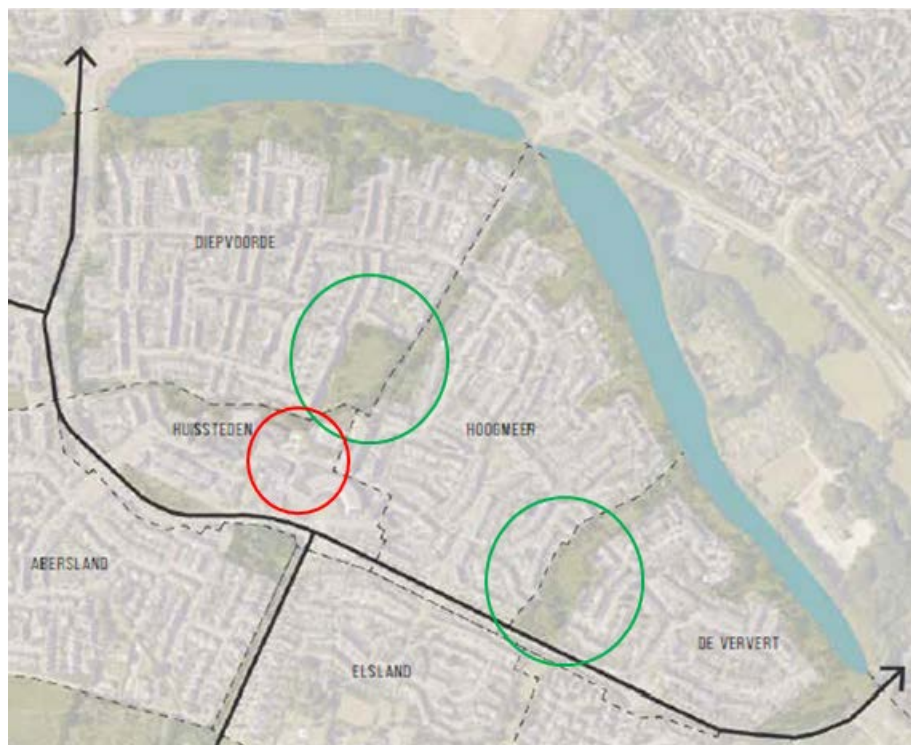 DIEPVOORDE
HUISSTEDEN
HOOGMEER
ABERSLAND
DE VERVERT
ELSLAND